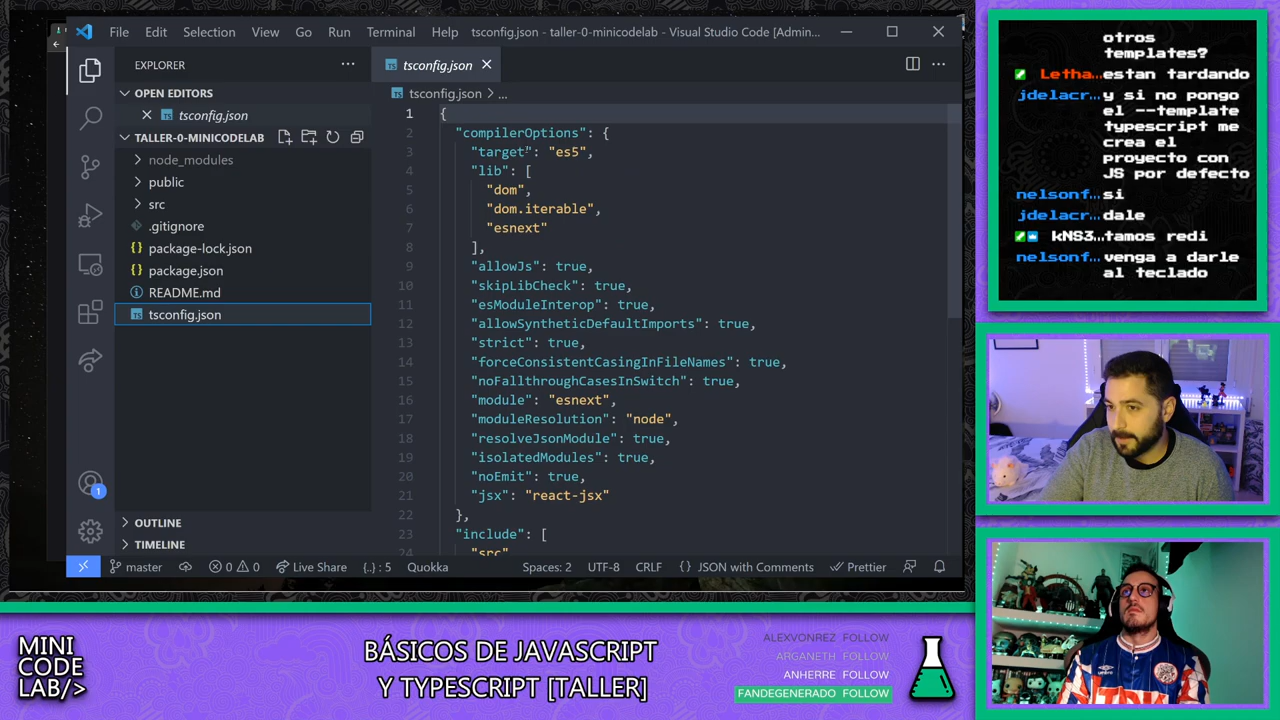 File Edit Selection View Go Run Terminal Help tsconfig.json - taller-0-minicodelab - Visual Studio Code [Admin...
EXPLORER
OPEN EDITORS
tsconfig.json
TALLER-0-MINICODELAB
node_modules
public
src
.gitignore
package-lock.json
package.json
README.md
tsconfig.json
OUTLINE
TIMELINE
tsconfig.json
tsconfig.json > ...
1 {
2 "compilerOptions": {
3 "target": "es5",
4 "lib": [
5 "dom",
6 "dom.iterable",
7 "esnext"
8 ],
9 "allowJs": true,
10 "skipLibCheck": true,
11 "esModuleInterop": true,
12 "allowSyntheticDefaultImports": true,
13 "strict": true,
14 "forceConsistentCasingInFileNames": true,
15 "noFallthroughCasesInSwitch": true,
16 "module": "esnext",
17 "moduleResolution": "node",
18 "resolveJsonModule": true,
19 "isolatedModules": true,
20 "noEmit": true,
21 "jsx": "react-jsx"
22 },
23 "include": [
24 "src"
1
master 0 0 Live Share {..} : 5 Quokka Spaces: 2 UTF-8 CRLF {} JSON with Comments Prettier
otros
templates?
Letha... estan tardando
jdelacr... y si no pongo
el --template
typescript me
crea el
proyecto con
JS por defecto
nelsonf... si
jdelacr... dale
kNS3... tamos redi
nelsonf... venga a darle
al teclado
MINI
CODE
LAB/>
BÁSICOS DE JAVASCRIPT
Y TYPESCRIPT [TALLER]
ALEXVONREZ FOLLOW
ARGANETH FOLLOW
ANHERRE FOLLOW
FANDEGENERADO FOLLOW
umbro